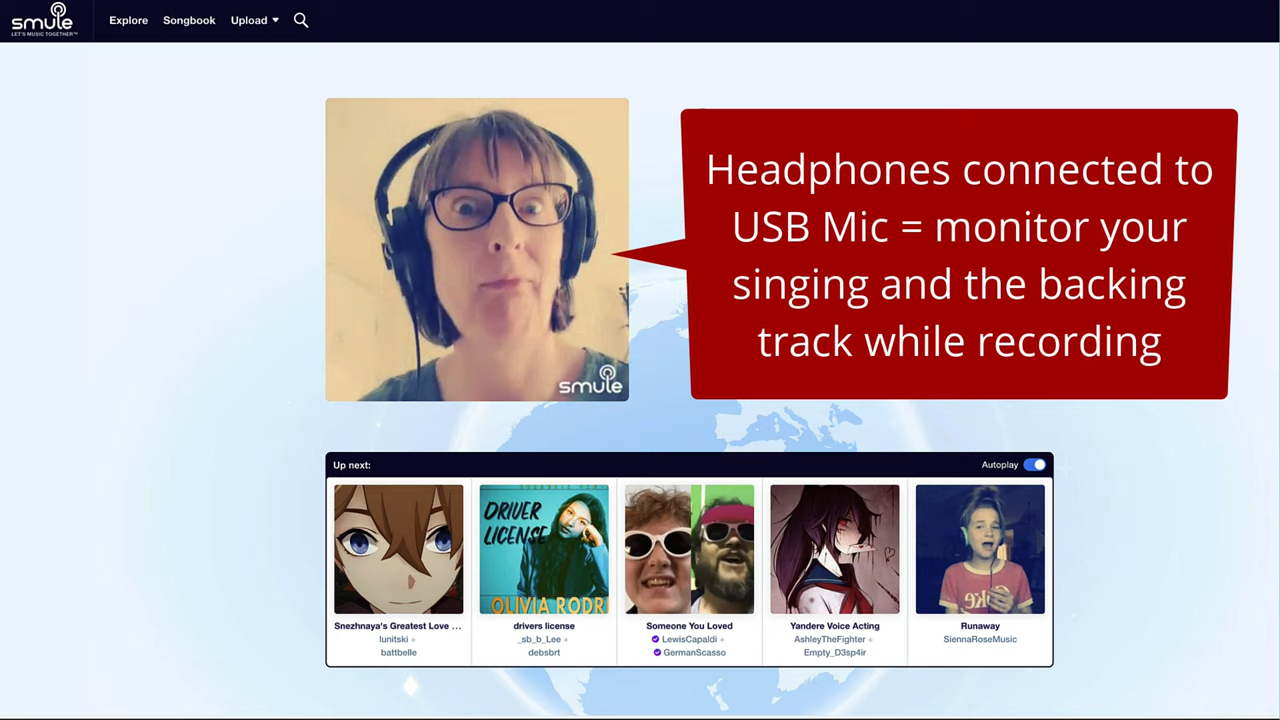 smule
LET'S MUSIC TOGETHER™
Explore
Songbook
Upload
Headphones connected to
USB Mic = monitor your
singing and the backing
track while recording
smule
Up next:
Autoplay
DRIVER
LICENSE
OLIVIA RODRI
Snezhnaya's Greatest Love ...
lunitski +
battbelle
drivers license
_sb_b_Lee +
debsbrt
Someone You Loved
LewisCapaldi +
GermanScasso
Yandere Voice Acting
AshleyTheFighter +
Empty_D3sp4ir
Runaway
SiennaRoseMusic